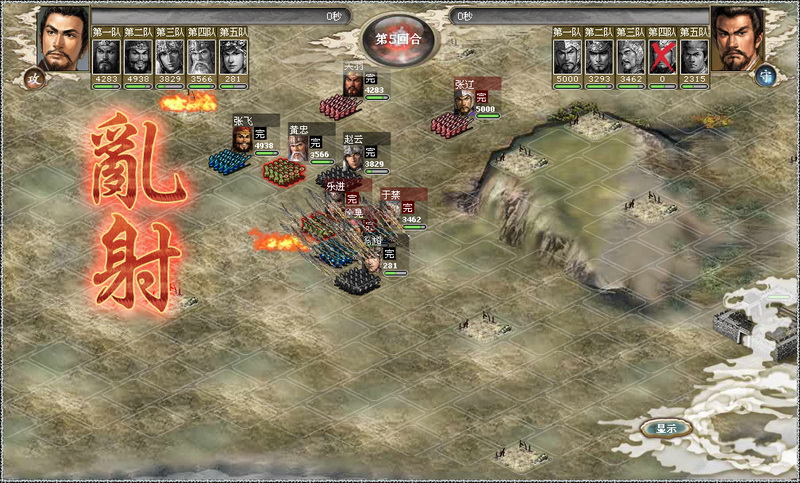 0秒
第5回合
0秒
第一队 第二队 第三队 第四队 第五队
第一队 第二队 第三队 第四队 第五队
攻
4283 4938 3829 3566 281
5000 3293 3462 0 2315
守
完
4283
张辽
完
5000
张飞
完
4938
黄忠
完
3566
赵云
完
3829
乐进
完
于禁
完
3462
完
281
亂射
显示